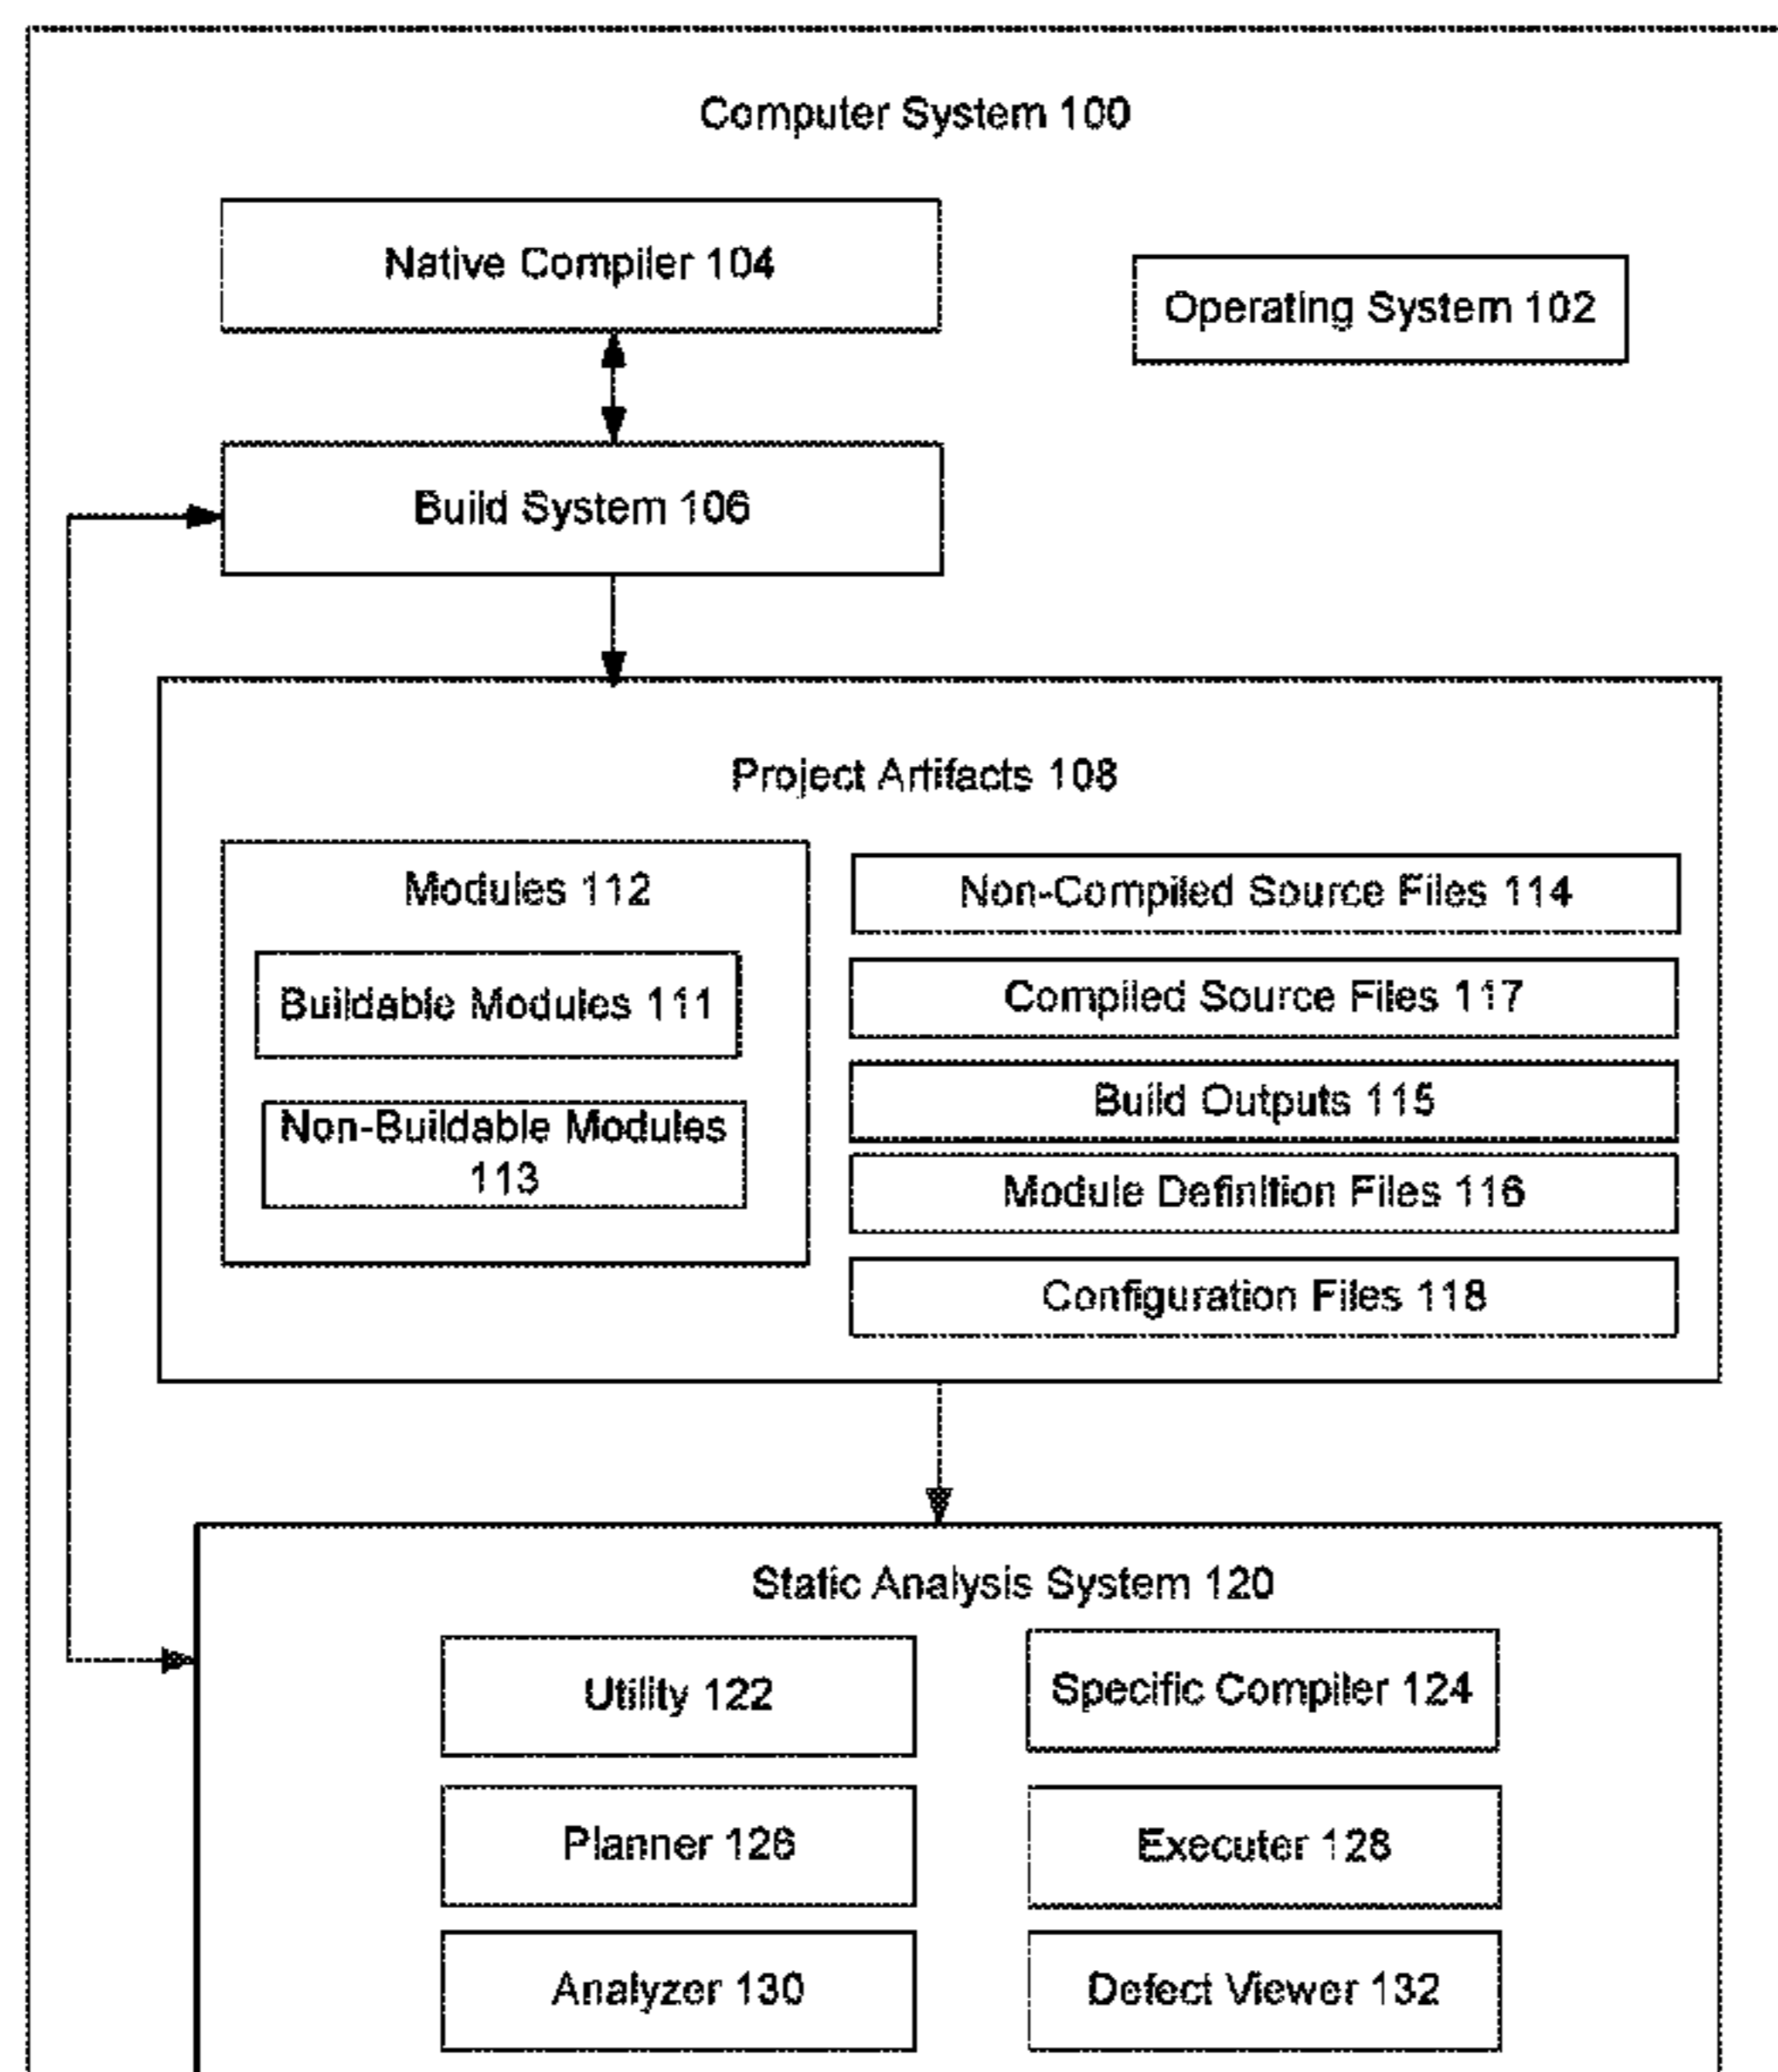 Computer System 100
Native Compiler 104
Operating System 102
Build System 106
Project Artifacts 108
Modules 112
Buildable Modules 111
Non-Buildable Modules
113
Non-Compiled Source Files 114
Compiled Source Files 117
Build Outputs 115
Module Definition Files 116
Configuration Files 118
Static Analysis System 120
Utility 122
Specific Compiler 124
Planner 126
Executer 128
Analyzer 130
Defect Viewer 132